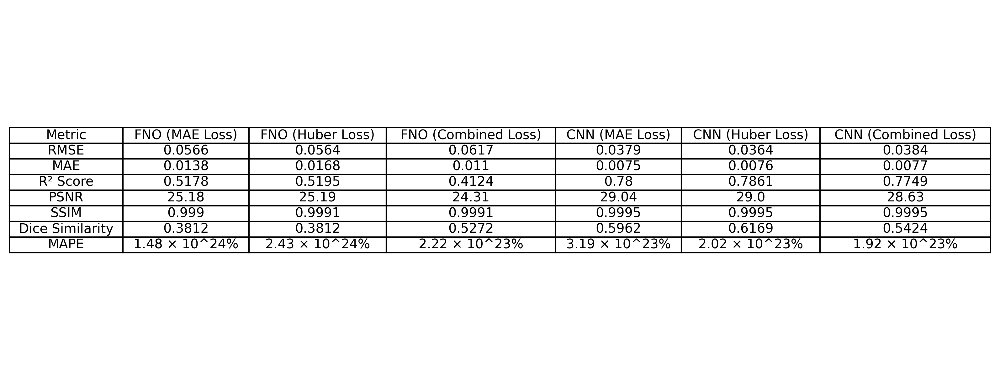 Metric FNO (MAE Loss) FNO (Huber Loss) FNO (Combined Loss) CNN (MAE Loss) CNN (Huber Loss) CNN (Combined Loss)
RMSE 0.0566 0.0564 0.0617 0.0379 0.0364 0.0384
MAE 0.0138 0.0168 0.011 0.0075 0.0076 0.0077
R² Score 0.5178 0.5195 0.4124 0.78 0.7861 0.7749
PSNR 25.18 25.19 24.31 29.04 29.0 28.63
SSIM 0.999 0.9991 0.9991 0.9995 0.9995 0.9995
Dice Similarity 0.3812 0.3812 0.5272 0.5962 0.6169 0.5424
MAPE 1.48 × 10^24% 2.43 × 10^24% 2.22 × 10^23% 3.19 × 10^23% 2.02 × 10^23% 1.92 × 10^23%